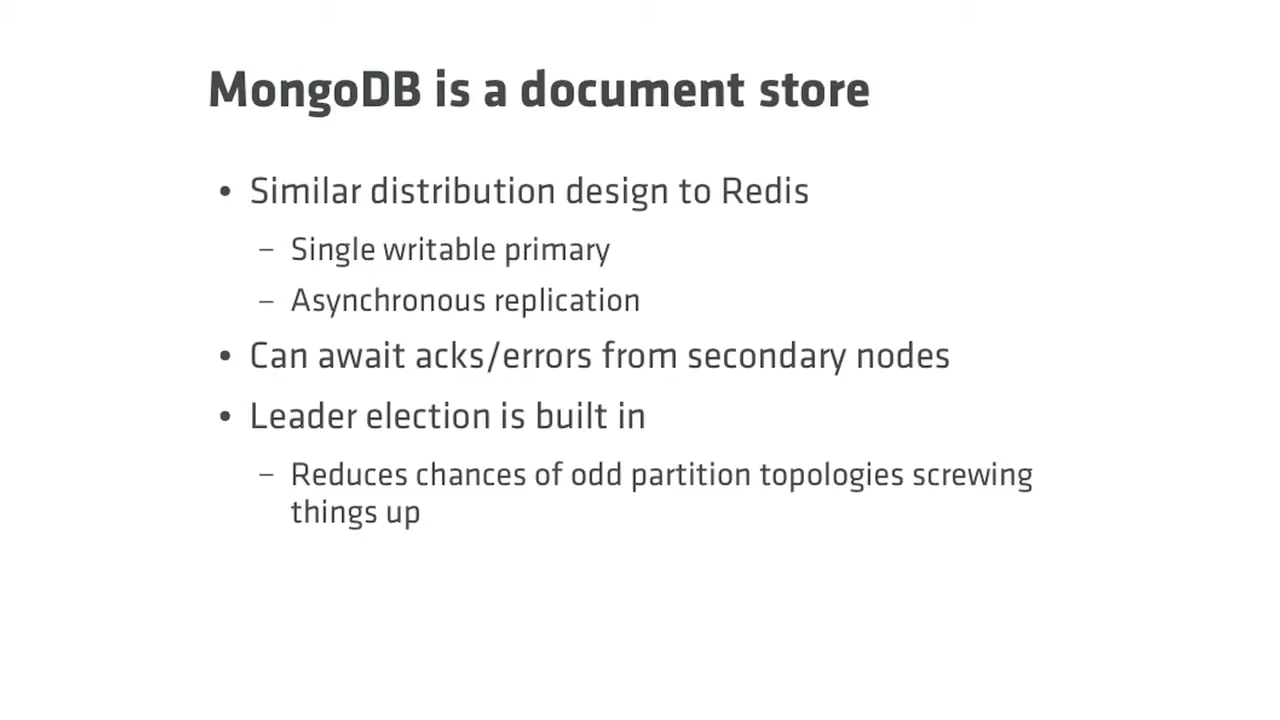 MongoDB is a document store
• Similar distribution design to Redis
– Single writable primary
– Asynchronous replication
• Can await acks/errors from secondary nodes
• Leader election is built in
– Reduces chances of odd partition topologies screwing
things up